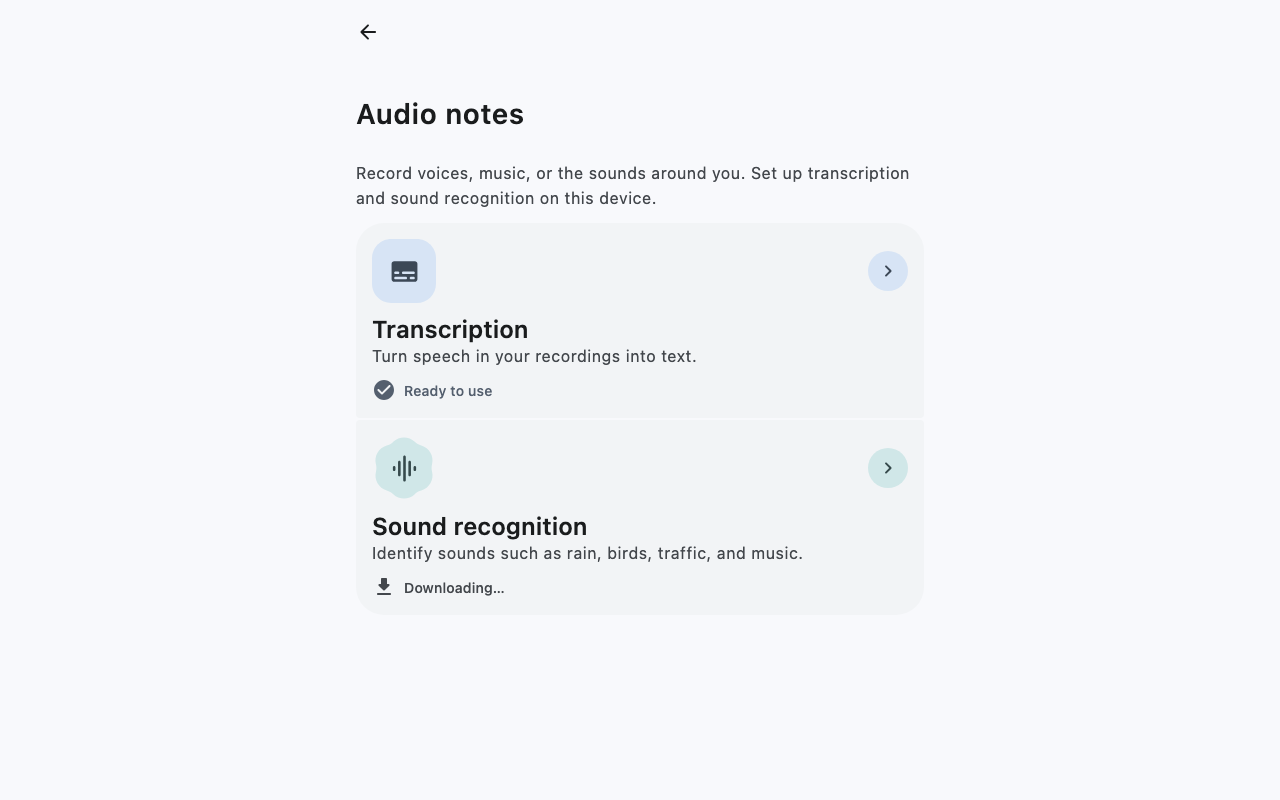 Audio notes
Record voices, music, or the sounds around you. Set up transcription
and sound recognition on this device.
Transcription
Turn speech in your recordings into text.
Ready to use
Sound recognition
Identify sounds such as rain, birds, traffic, and music.
Downloading...